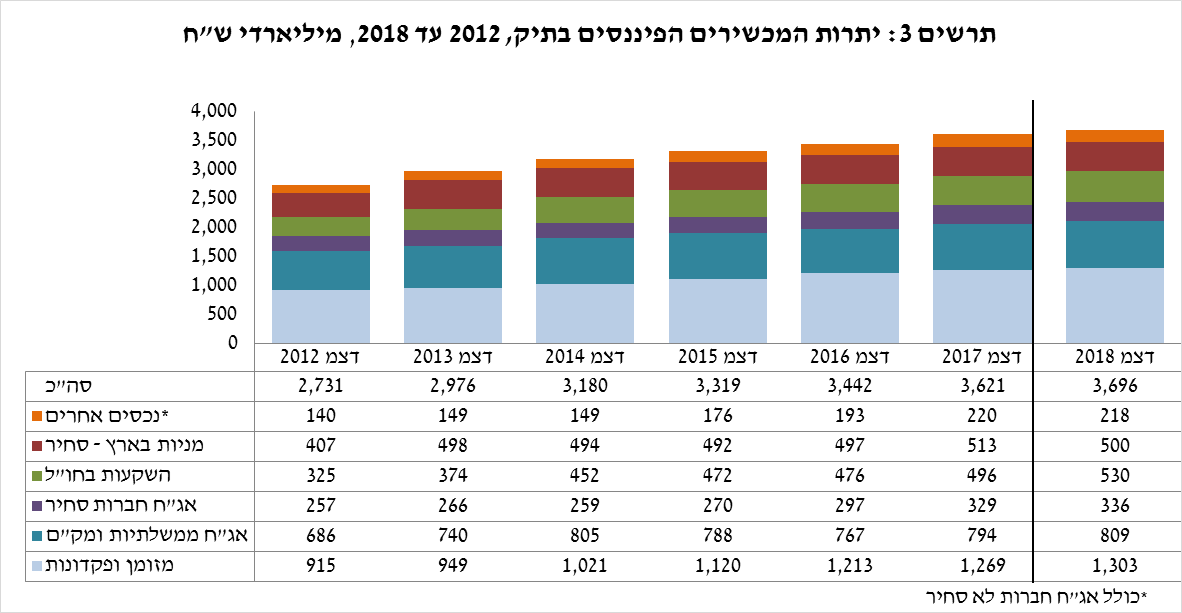 תרשים 3: יתרות המכשירים הפיננסים בתיק, 2012 עד 2018, מיליארדי ש"ח
4,000
3,500
3,000
2,500
2,000
1,500
1,000
500
0
דצמ 2012 דצמ 2013 דצמ 2014 דצמ 2015 דצמ 2016 דצמ 2017 דצמ 2018
סה"כ 2,731 2,976 3,180 3,319 3,442 3,621 3,696
*נכסים אחרים 140 149 149 176 193 220 218
מניות בארץ - סחיר 407 498 494 492 497 513 500
השקעות בחו"ל 325 374 452 472 476 496 530
אג"ח חברות סחיר 257 266 259 270 297 329 336
אג"ח ממשלתיות ומק"ם 686 740 805 788 767 794 809
מזומן ופקדונות 915 949 1,021 1,120 1,213 1,269 1,303
*כולל אג"ח חברות לא סחיר